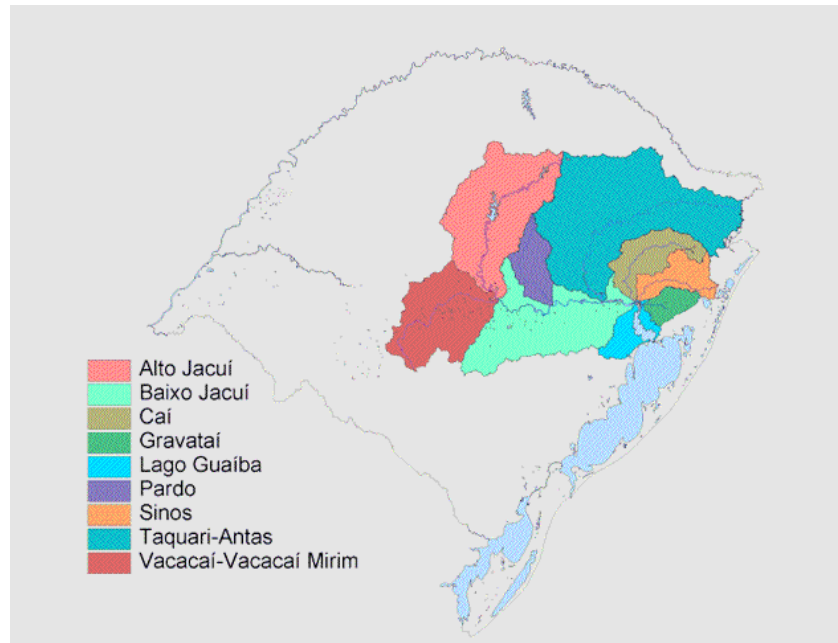 Alto Jacuí
Baixo Jacuí
Caí
Gravataí
Lago Guaíba
Pardo
Sinos
Taquari-Antas
Vacacaí-Vacacaí Mirim